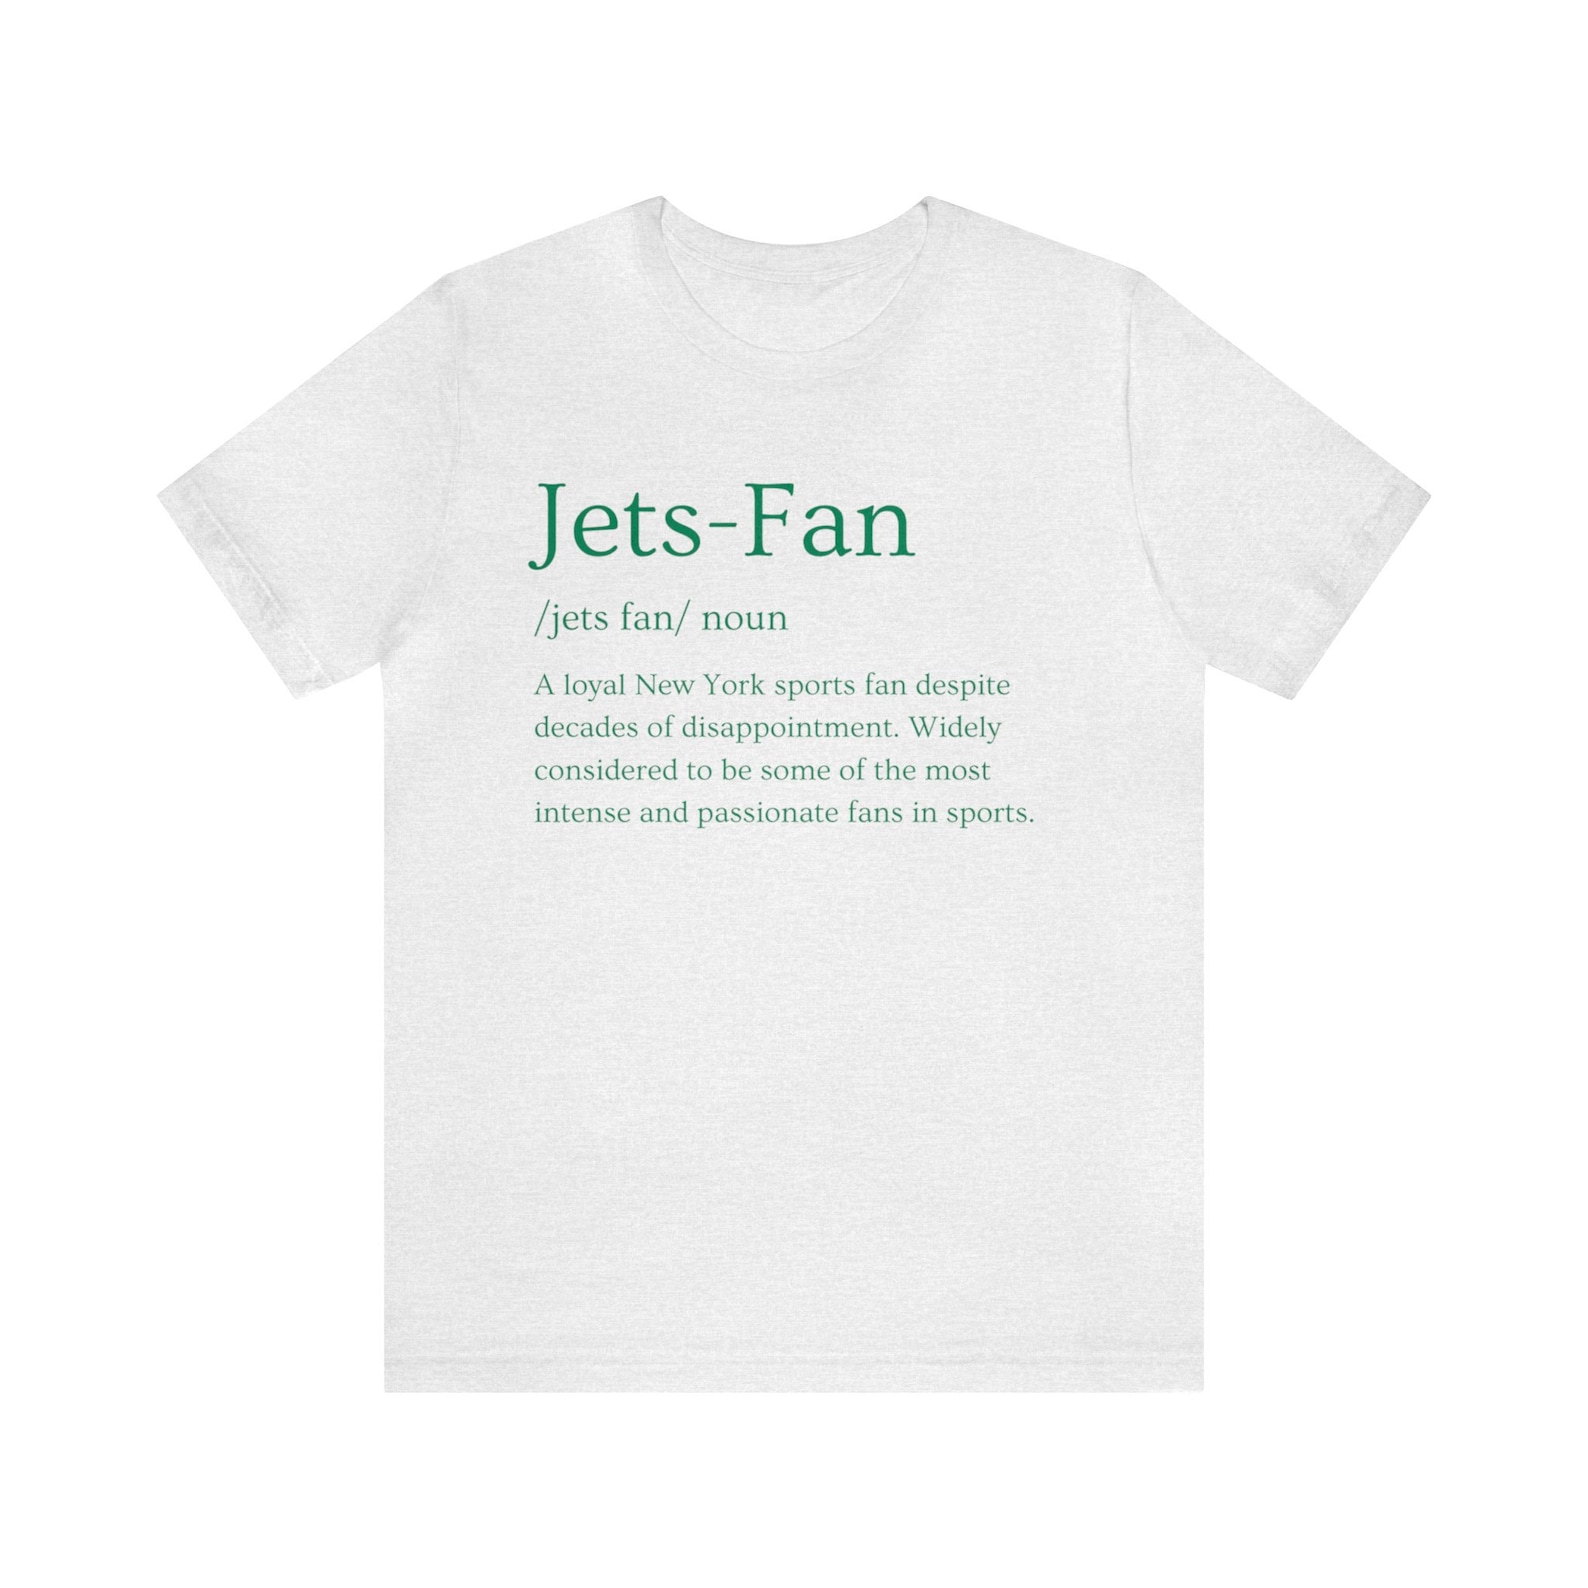 Jets-Fan
/jets fan/ noun
A loyal New York sports fan despite
decades of disappointment. Widely
considered to be some of the most
intense and passionate fans in sports.